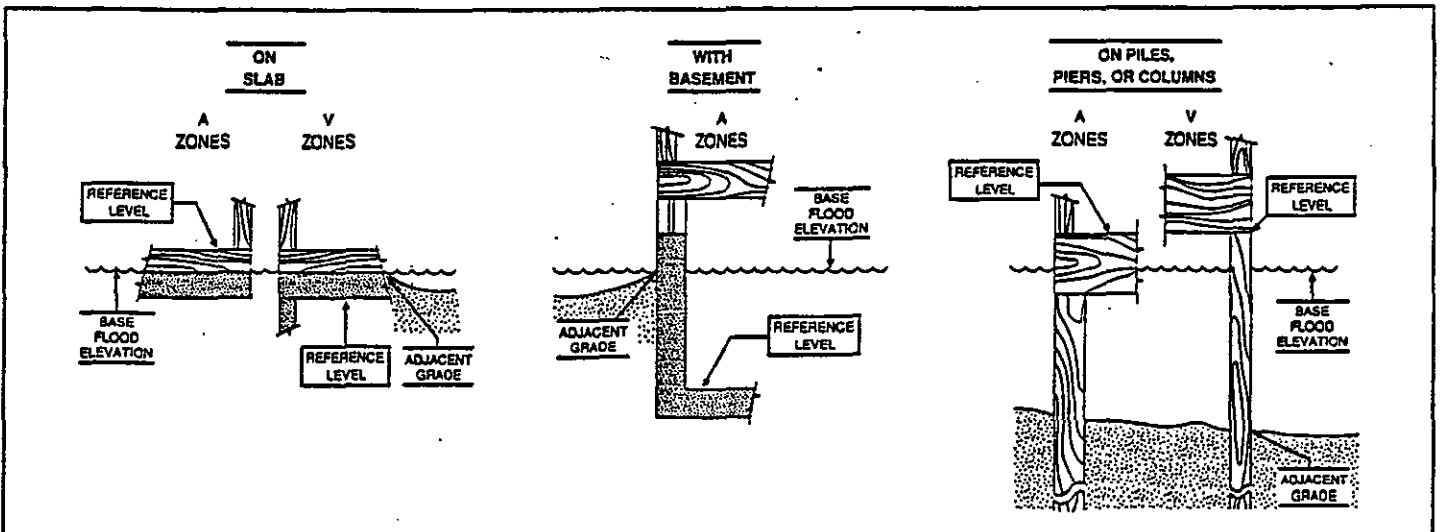 ON
SLAB
A
ZONES
V
ZONES
REFERENCE
LEVEL
BASE
FLOOD
ELEVATION
REFERENCE
LEVEL
ADJACENT
GRADE
WITH
BASEMENT
A
ZONES
BASE
FLOOD
ELEVATION
ADJACENT
GRADE
REFERENCE
LEVEL
ON PILES,
PIERS, OR COLUMNS
A
ZONES
V
ZONES
REFERENCE
LEVEL
REFERENCE
LEVEL
BASE
FLOOD
ELEVATION
ADJACENT
GRADE